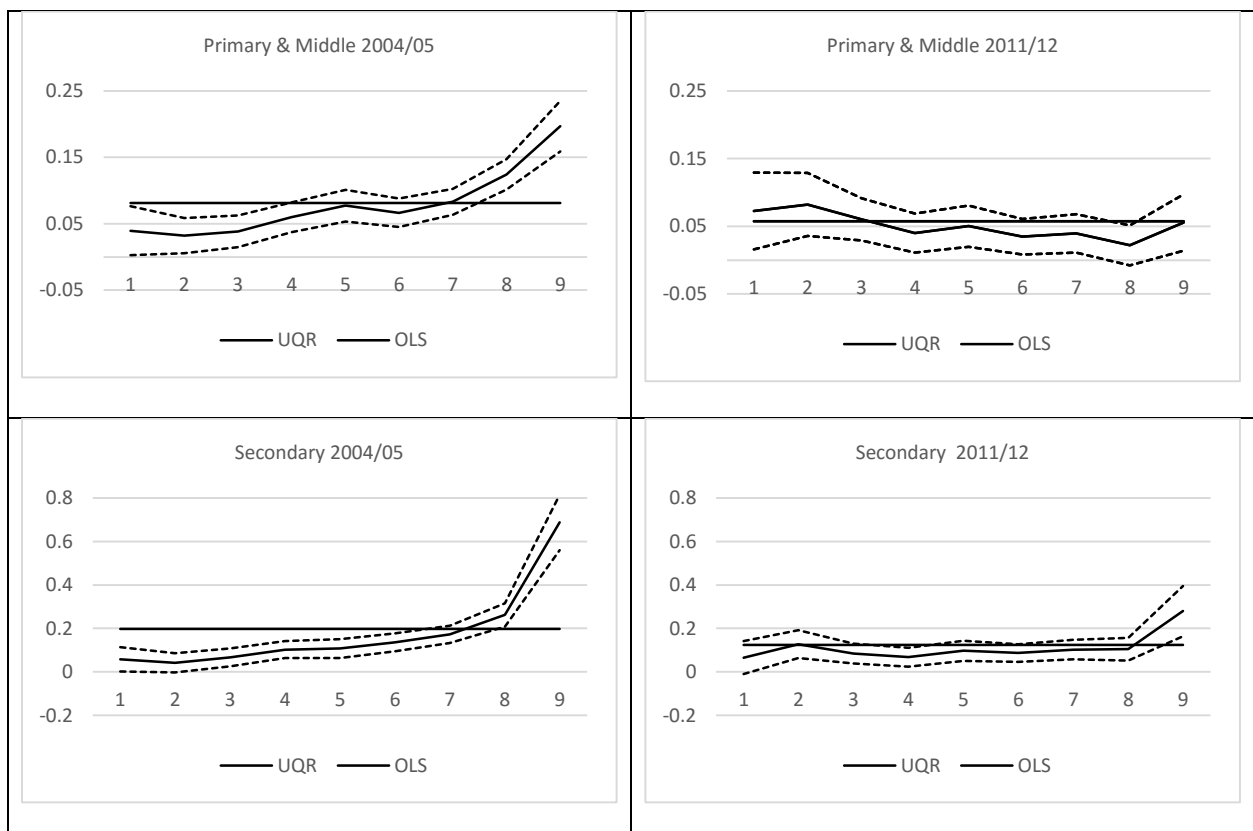 Primary & Middle 2004/05
0.25
0.15
0.05
-0.05
1 2 3 4 5 6 7 8 9
UQR OLS
Primary & Middle 2011/12
0.25
0.15
0.05
-0.05
1 2 3 4 5 6 7 8 9
UQR OLS
Secondary 2004/05
0.8
0.6
0.4
0.2
0
-0.2
1 2 3 4 5 6 7 8 9
UQR OLS
Secondary 2011/12
0.8
0.6
0.4
0.2
0
-0.2
1 2 3 4 5 6 7 8 9
UQR OLS